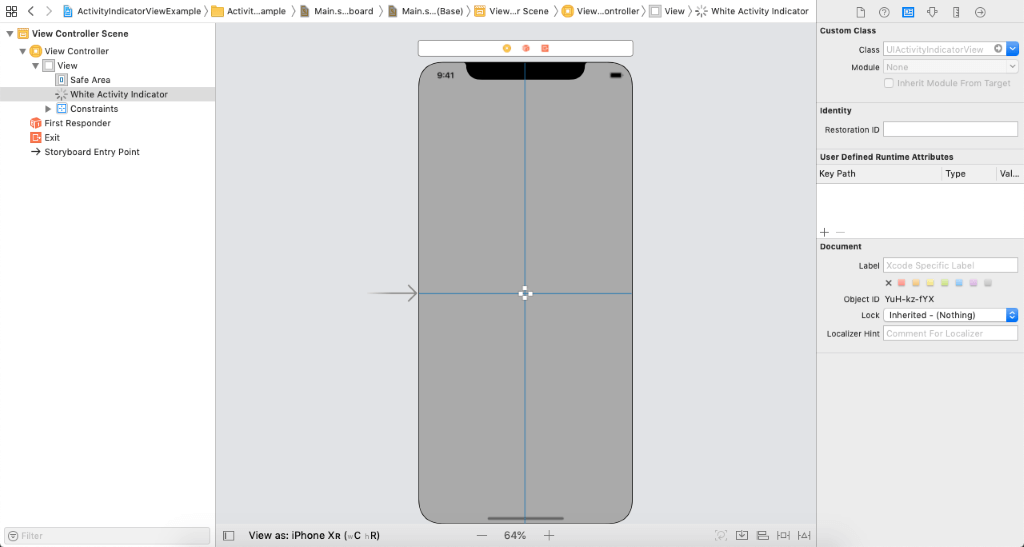 ActivityIndicatorViewExample
Activit...ample
Main.s...board
Main.s...(Base)
View...r Scene
View...ontroller
View
White Activity Indicator
View Controller Scene
View Controller
View
Safe Area
White Activity Indicator
Constraints
First Responder
Exit
Storyboard Entry Point
Filter
9:41
View as: iPhone XR (wC hR)
64%
Custom Class
Class UIActivityIndicatorView
Module None
Inherit Module From Target
Identity
Restoration ID
User Defined Runtime Attributes
Key Path Type Val...
Document
Label Xcode Specific Label
Object ID YuH-kz-fYX
Lock Inherited - (Nothing)
Localizer Hint Comment For Localizer